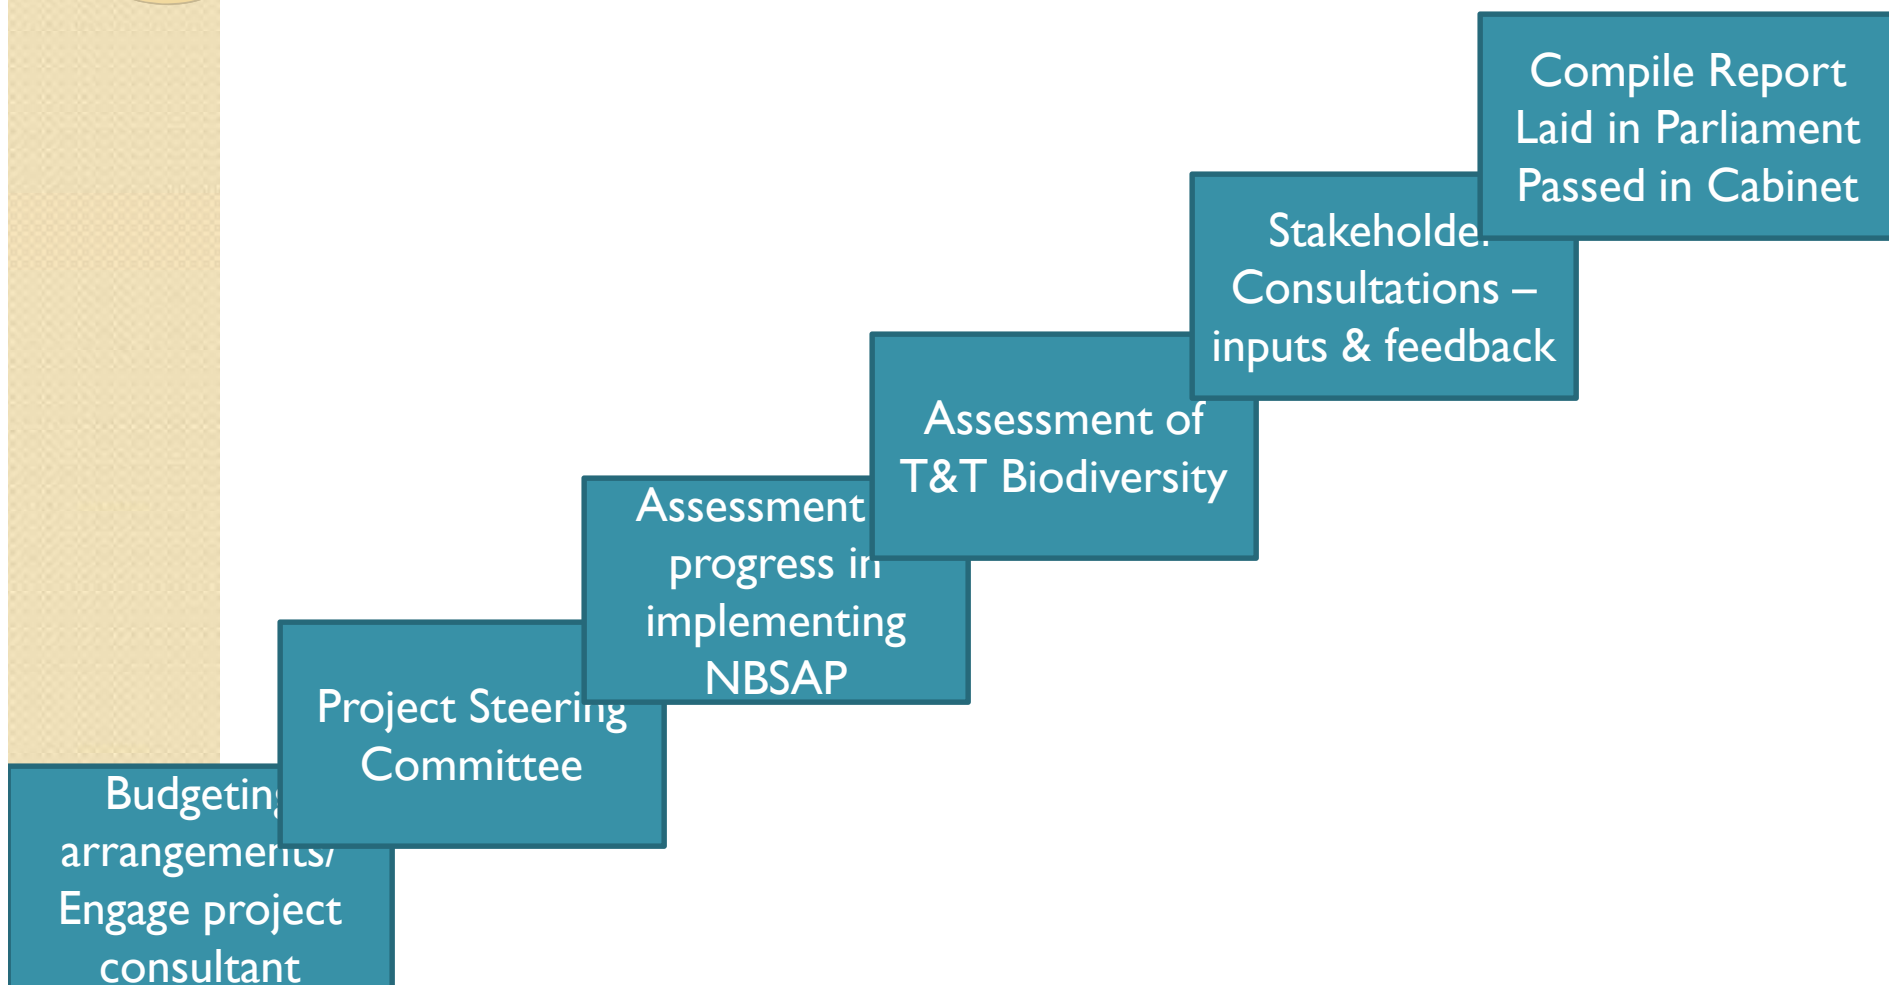 Compile Report
Laid in Parliament
Passed in Cabinet
Stakeholder
Consultations –
inputs & feedback
Assessment of
T&T Biodiversity
Assessment
progress in
implementing
NBSAP
Project Steering
Committee
Budgeting
arrangements/
Engage project
consultant